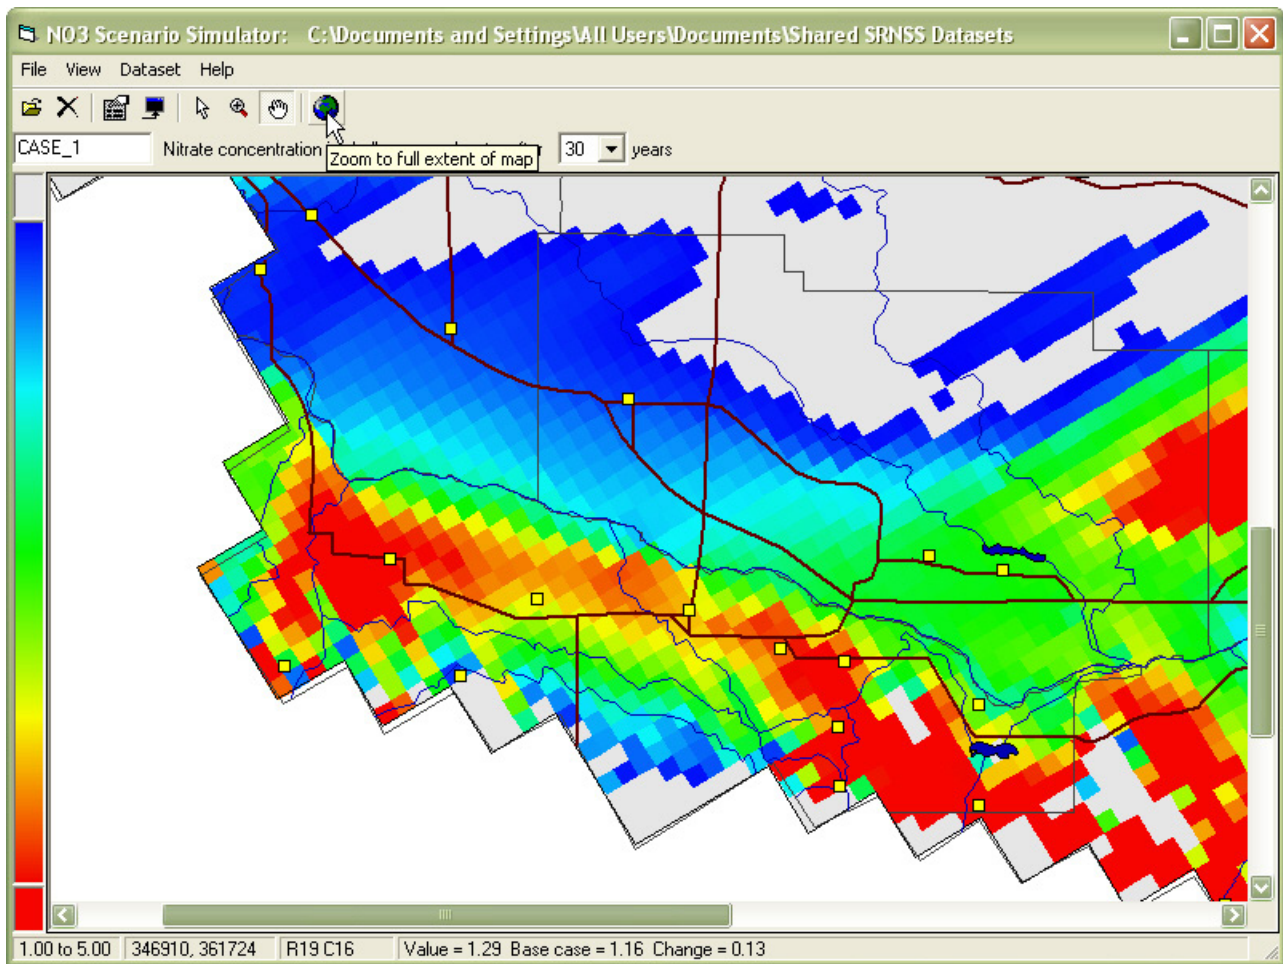 NO3 Scenario Simulator: C:\Documents and Settings\All Users\Documents\Shared SRNSS Datasets
File View Dataset Help
CASE_1 Nitrate concentration 30 years
Zoom to full extent of map
1.00 to 5.00 346910, 361724 R19 C16 Value = 1.29 Base case = 1.16 Change = 0.13